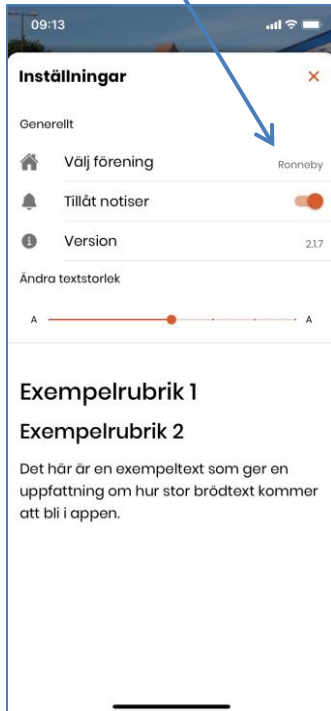 09:13
Inställningar
Generellt
Välj förening Ronneby
Tillåt notiser
Version 2.1.7
Ändra textstorlek
A A
Exempelrubrik 1
Exempelrubrik 2
Det här är en exempeltext som ger en
uppfattning om hur stor brödtext kommer
att bli i appen.